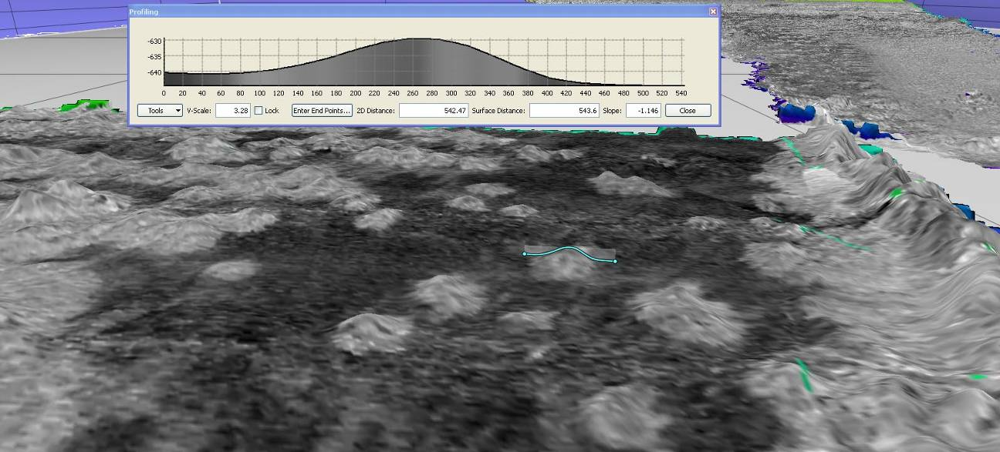 Profiling
-630
-635
-640
0 20 40 60 80 100 120 140 160 180 200 220 240 260 280 300 320 340 360 380 400 420 440 460 480 500 520 540
Tools V-Scale: 3.28 Lock Enter End Points... 2D Distance: 542.47 Surface Distance: 543.6 Slope: -1.146 Close